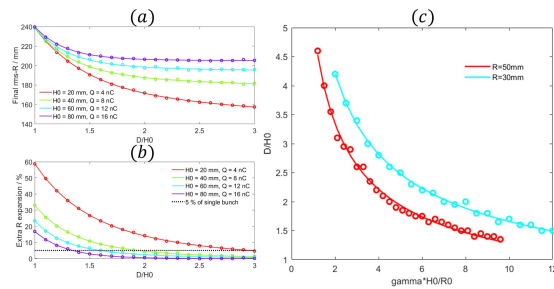 (a)
Final rms-R / mm
240
220
200
180
160
H0 = 20 mm, Q = 4 nC
H0 = 40 mm, Q = 8 nC
H0 = 60 mm, Q = 12 nC
H0 = 80 mm, Q = 16 nC
1 1.5 2 2.5 3
D/H0
(b)
Extra R expansion / %
60
50
40
30
20
10
0
H0 = 20 mm, Q = 4 nC
H0 = 40 mm, Q = 8 nC
H0 = 60 mm, Q = 12 nC
H0 = 80 mm, Q = 16 nC
5 % of single bunch
1 1.5 2 2.5 3
D/H0
(c)
D/H0
5
4.5
4
3.5
3
2.5
2
1.5
1
R=50mm
R=30mm
0 2 4 6 8 10 12
gamma*H0/R0